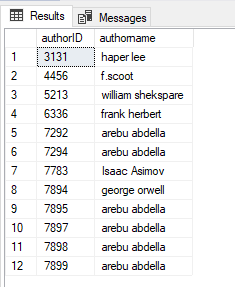 Results Messages
authorID authorname
1 3131 haper lee
2 4456 f.scoot
3 5213 william shekspare
4 6336 frank herbert
5 7292 arebu abdella
6 7294 arebu abdella
7 7783 Isaac Asimov
8 7894 george orwell
9 7895 arebu abdella
10 7897 arebu abdella
11 7898 arebu abdella
12 7899 arebu abdella